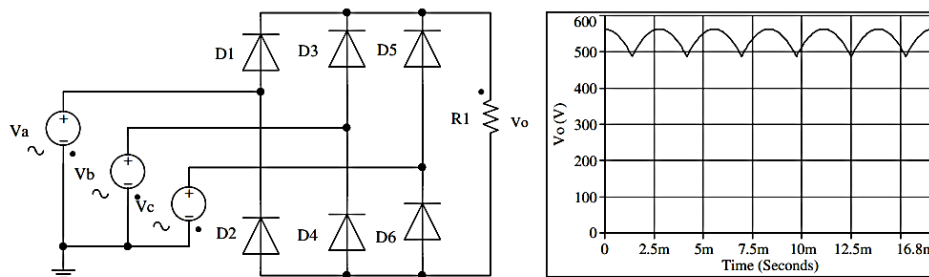 D1
D3
D5
Va
Vb
Vc
D2
D4
D6
R1
Vo
Vo (V)
600
500
400
300
200
100
0
0
2.5m
5m
7.5m
10m
12.5m
16.8m
Time (Seconds)